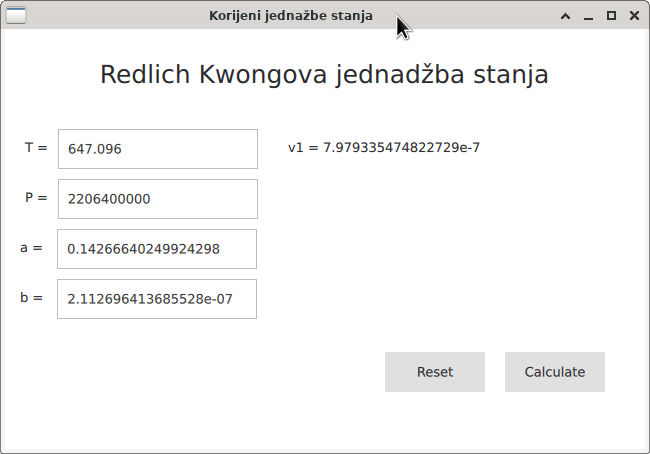 Korijeni jednažbe stanja
Redlich Kwongova jednadžba stanja
T = 647.096
v1 = 7.979335474822729e-7
P = 2206400000
a = 0.14266640249924298
b = 2.112696413685528e-07
Reset
Calculate